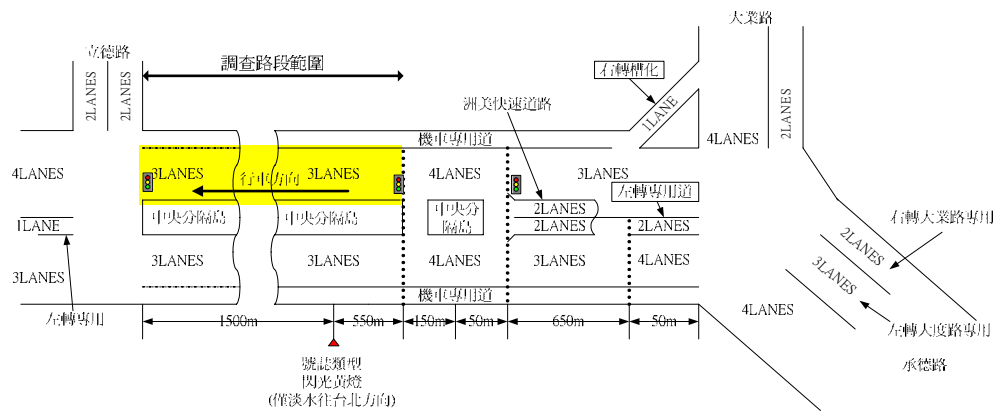 大業路
立德路
調查路段範圍
右轉槽化
2LANES
2LANES
1LANE
2LANES
洲美快速道路
4LANES
機車專用道
4LANES
3LANES
3LANES
4LANES
3LANES
行車方向
左轉專用道
2LANES
1LANE
中央分隔島
中央分隔島
中央分
隔島
2LANES
2LANES
右轉大業路專用
2LANES
3LANES
3LANES
3LANES
3LANES
4LANES
3LANES
4LANES
4LANES
機車專用道
左轉專用
1500m
550m
150m
50m
650m
50m
左轉大度路專用
承德路
號誌類型
閃光黃燈
(僅淡水往台北方向)